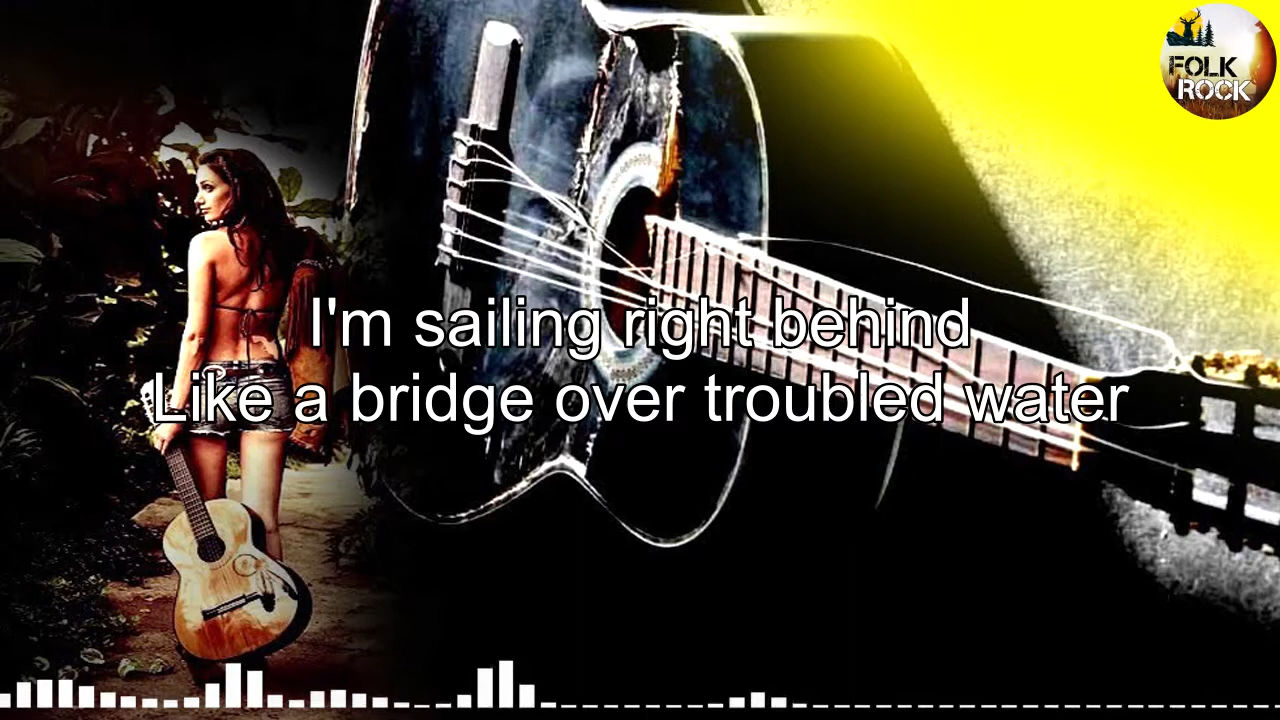 FOLK
ROCK
I'm sailing right behind
Like a bridge over troubled water